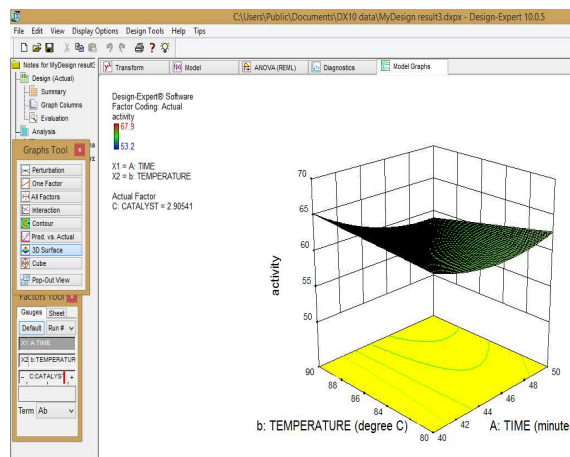 C:\Users\Public\Documents\DX10 data\MyDesign result3.dxpx - Design-Expert 10.0.5
File Edit View Display Options Design Tools Help Tips
Notes for MyDesign result3
Design (Actual)
Summary
Graph Columns
Evaluation
Analysis
Transform
Model
ANOVA (REML)
Diagnostics
Model Graphs
Graphs Tool
Perturbation
One Factor
All Factors
Interaction
Contour
Pred. vs. Actual
3D Surface
Cube
Pop-Out View
Factors Tool
Gauges Sheet
Default Run #
X1 A:TIME
X2 b:TEMPERATUR
- C:CATALYST +
Term Ab
Design-Expert® Software
Factor Coding: Actual
activity
67.9
53.2
X1 = A: TIME
X2 = b: TEMPERATURE
Actual Factor
C: CATALYST = 2.90541
70
65
60
55
50
activity
90
88
86
84
82
80
40
42
44
46
48
50
b: TEMPERATURE (degree C)
A: TIME (minute